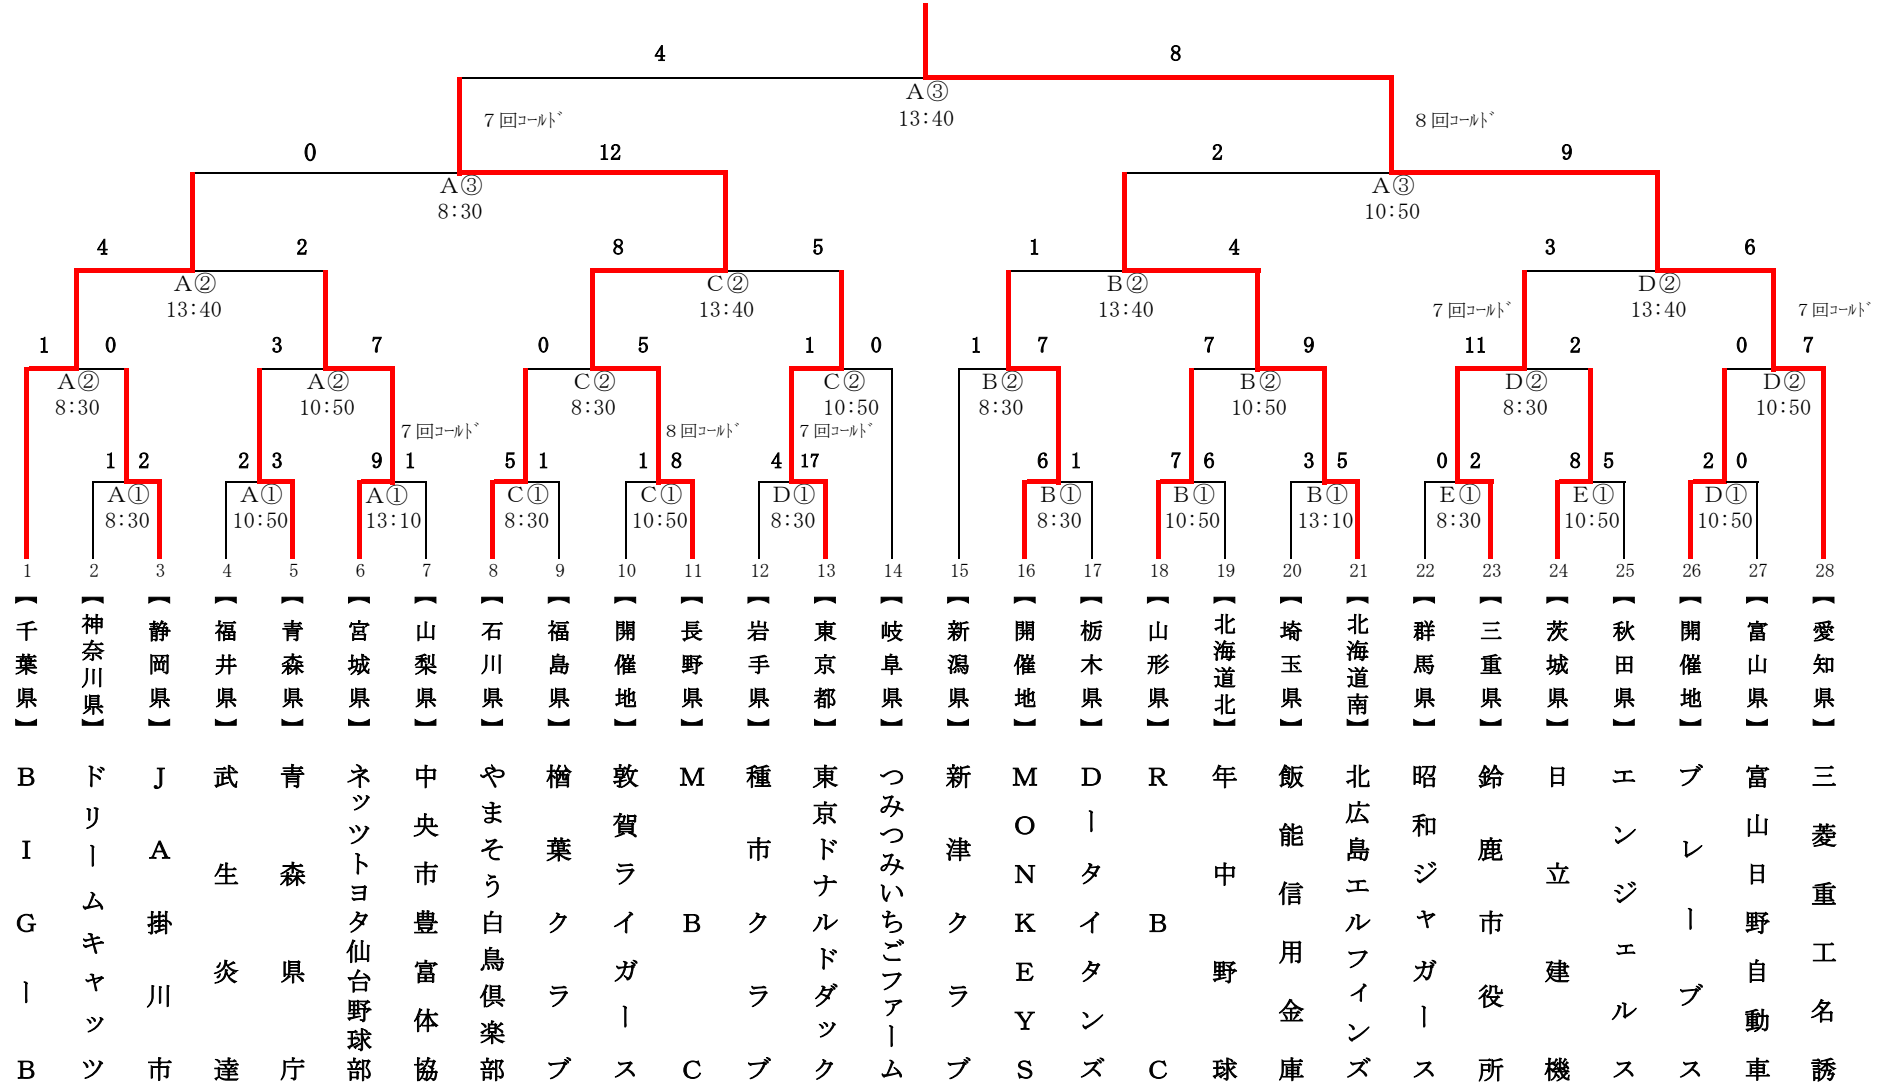 4 8
A③
13:40
7回ｺｰﾙﾄﾞ 8回ｺｰﾙﾄﾞ
0 12 2 9
A③ A③
8:30 10:50
4 2 8 5 1 4 3 6
A② C② B② D②
13:40 13:40 13:40 13:40
7回ｺｰﾙﾄﾞ 7回ｺｰﾙﾄﾞ
1 0 3 7 0 5 1 0 1 7 7 9 11 2 0 7
A② A② C② C② B② B② D② D②
8:30 10:50 8:30 10:50 8:30 10:50 8:30 10:50
7回ｺｰﾙﾄﾞ 8回ｺｰﾙﾄﾞ 7回ｺｰﾙﾄﾞ
1 2 2 3 9 1 5 1 1 8 4 17 6 1 7 6 3 5 0 2 8 5 2 0
A① A① A① C① C① D① B① B① B① E① E① D①
8:30 10:50 13:10 8:30 10:50 8:30 8:30 10:50 13:10 8:30 10:50 10:50
1 2 3 4 5 6 7 8 9 10 11 12 13 14 15 16 17 18 19 20 21 22 23 24 25 26 27 28
【千葉県】 BIGーB
【神奈川県】 ドリームキャッツ
【静岡県】 JA掛川市
【福井県】 武生炎達
【青森県】 青森県庁
【宮城県】 ネッツトヨタ仙台野球部
【山梨県】 中央市豊富体協
【石川県】 やまそう白鳥倶楽部
【福島県】 楢葉クラブ
【開催地】 敦賀ライガース
【長野県】 MBC
【岩手県】 種市クラブ
【東京都】 東京ドナルドダック
【岐阜県】 つみつみいちごファーム
【新潟県】 新津クラブ
【開催地】 MONKEYS
【栃木県】 Dータイタンズ
【山形県】 RBC
【北海道北】 年中野球
【埼玉県】 飯能信用金庫
【北海道南】 北広島エルフィンズ
【群馬県】 昭和ジャガース
【三重県】 鈴鹿市役所
【茨城県】 日立建機
【秋田県】 エンジェルス
【開催地】 ブレーブス
【富山県】 富山日野自動車
【愛知県】 三菱重工名誘